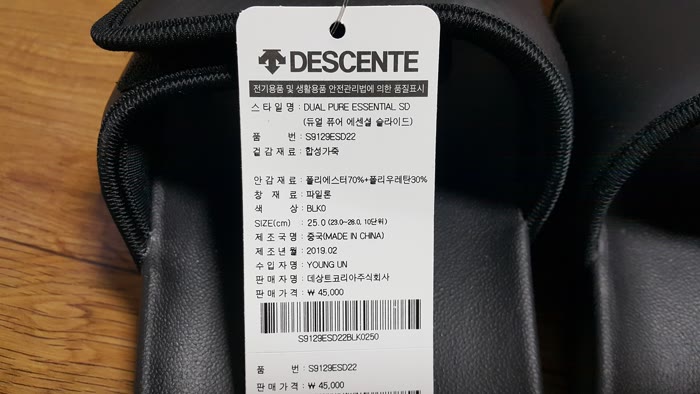 DESCENTE
전기용품 및 생활용품 안전관리법에 의한 품질표시
스타일명 : DUAL PURE ESSENTIAL SD
(듀얼 퓨어 에센셜 슬라이드)
품 번 : S9129ESD22
겉감재료 : 합성가죽
안감재료 : 폴리에스터70%+폴리우레탄30%
창재료 : 파일론
색상 : BLK0
SIZE(cm) : 25.0 (23.0~28.0, 10단위)
제조국명 : 중국(MADE IN CHINA)
제조년월 : 2019.02
수입자명 : YOUNG UN
판매자명 : 데상트코리아주식회사
판매가격 : ₩ 45,000
S9129ESD22BLK0250
품 번 : S9129ESD22
판매가격 : ₩ 45,000